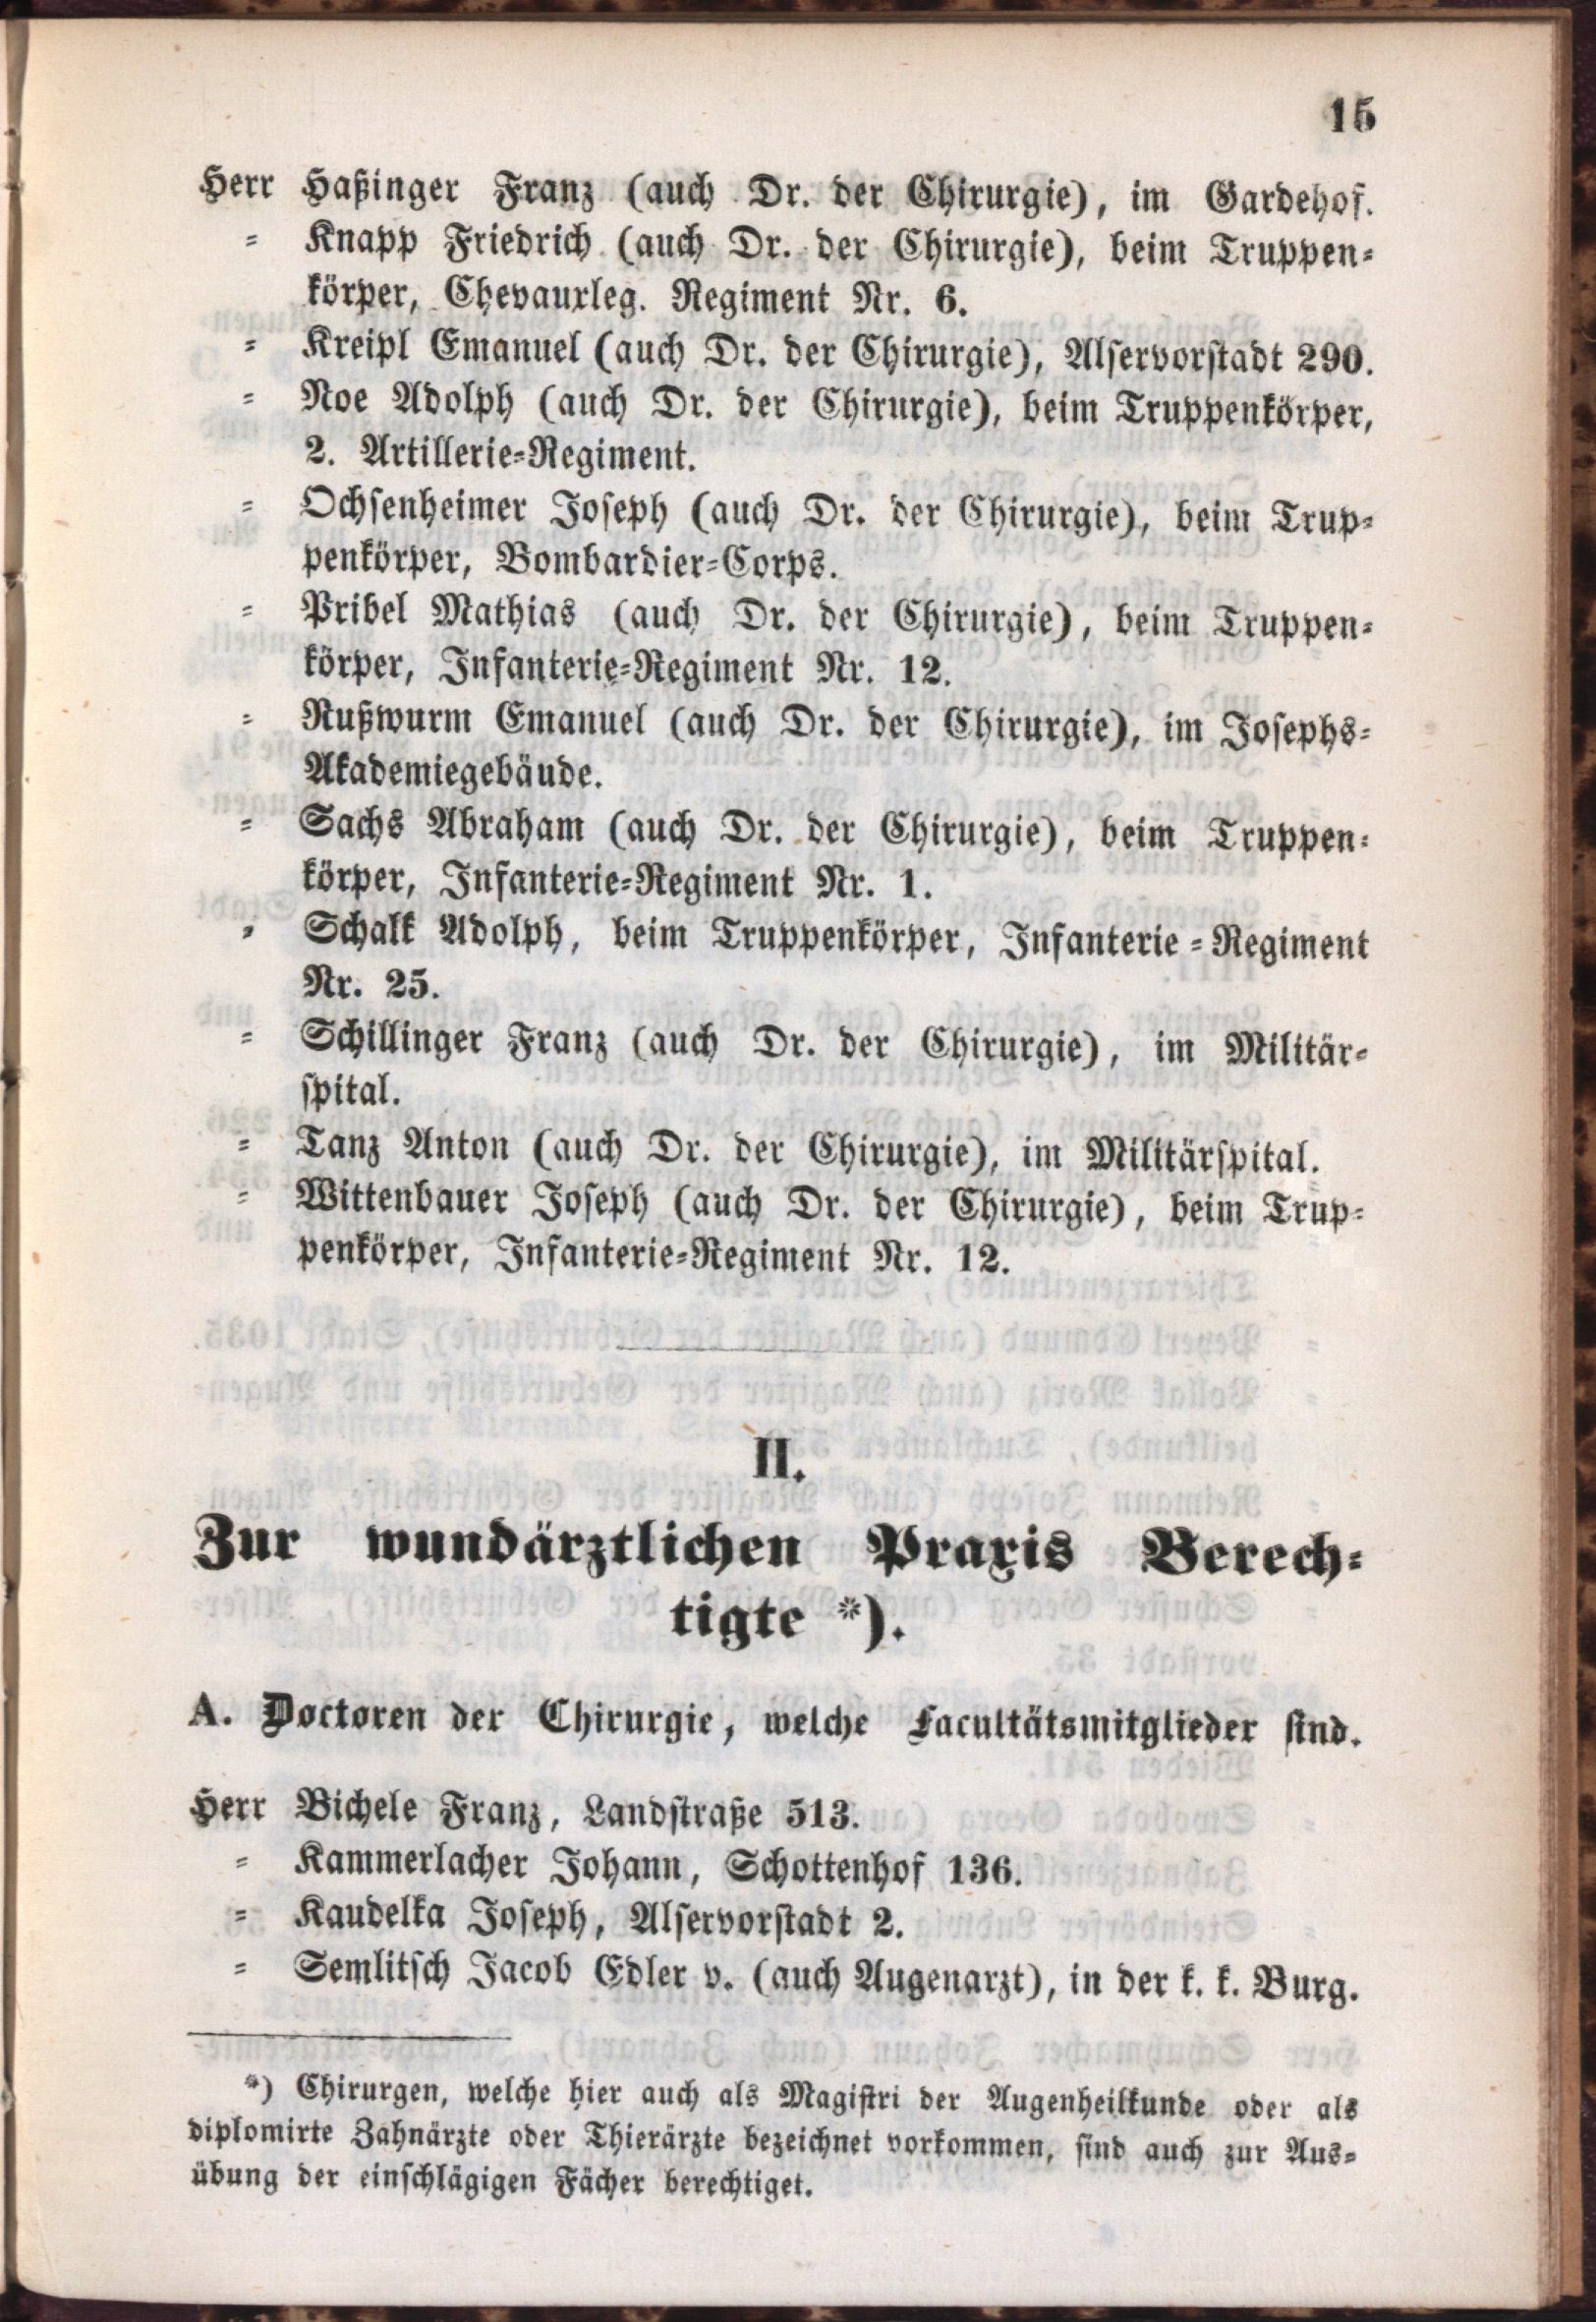 15
Herr Haßinger Franz (auch Dr. der Chirurgie), im Gardehof.
= Knapp Friedrich (auch Dr. der Chirurgie), beim Truppen=
körper, Chevauxleg. Regiment Nr. 6.
= Kreipl Emanuel (auch Dr. der Chirurgie), Alservorstadt 290.
= Noe Adolph (auch Dr. der Chirurgie), beim Truppenkörper,
2. Artillerie=Regiment.
= Ochsenheimer Joseph (auch Dr. der Chirurgie), beim Trup=
penkörper, Bombardier=Corps.
= Pribel Mathias (auch Dr. der Chirurgie), beim Truppen=
körper, Infanterie=Regiment Nr. 12.
= Rußwurm Emanuel (auch Dr. der Chirurgie), im Josephs=
Akademiegebäude.
= Sachs Abraham (auch Dr. der Chirurgie), beim Truppen=
körper, Infanterie=Regiment Nr. 1.
= Schalk Adolph, beim Truppenkörper, Infanterie=Regiment
Nr. 25.
= Schillinger Franz (auch Dr. der Chirurgie), im Militär=
spital.
= Tanz Anton (auch Dr. der Chirurgie), im Militärspital.
= Wittenbauer Joseph (auch Dr. der Chirurgie), beim Trup=
penkörper, Infanterie=Regiment Nr. 12.
II.
Zur wundärztlichen Praxis Berech=
tigte *).
A. Doctoren der Chirurgie, welche Facultätsmitglieder sind.
Herr Bichele Franz, Landstraße 513.
= Kammerlacher Johann, Schottenhof 136.
= Kaudelka Joseph, Alservorstadt 2.
= Semlitsch Jacob Edler v. (auch Augenarzt), in der k. k. Burg.
*) Chirurgen, welche hier auch als Magistri der Augenheilkunde oder als
diplomirte Zahnärzte oder Thierärzte bezeichnet vorkommen, sind auch zur Aus=
übung der einschlägigen Fächer berechtiget.